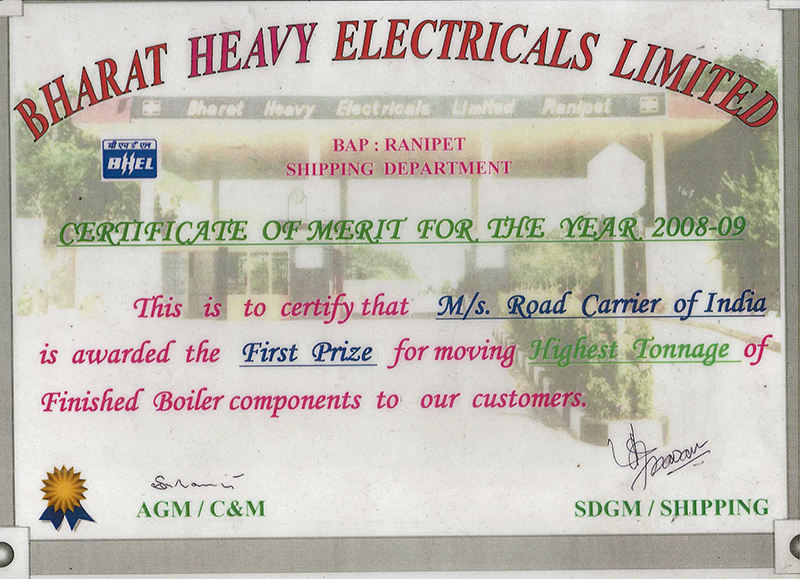 BHARAT HEAVY ELECTRICALS LIMITED
Bharat Heavy Electricals Limited Ranipet
बी एच ई एल
BHEL
BAP : RANIPET
SHIPPING DEPARTMENT
CERTIFICATE OF MERIT FOR THE YEAR 2008-09
This is to certify that M/s. Road Carrier of India
is awarded the First Prize for moving Highest Tonnage of
Finished Boiler components to our customers.
AGM / C&M
SDGM / SHIPPING